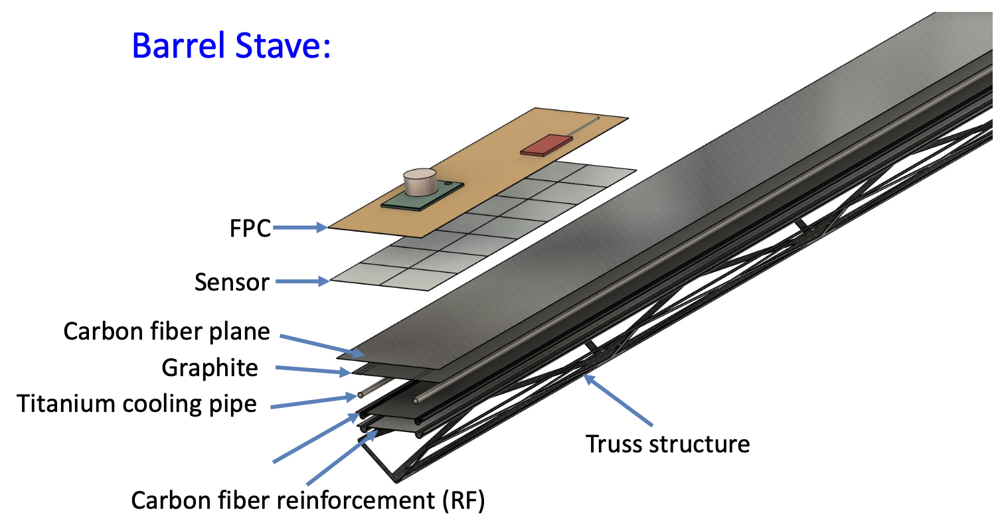 Barrel Stave:
FPC
Sensor
Carbon fiber plane
Graphite
Titanium cooling pipe
Truss structure
Carbon fiber reinforcement (RF)